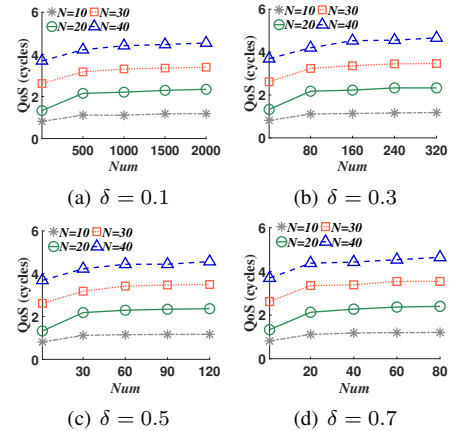 N=10 N=30
N=20 N=40
QoS (cycles)
6
4
2
0
500 1000 1500 2000
Num
(a) δ = 0.1
N=10 N=30
N=20 N=40
QoS (cycles)
6
4
2
0
80 160 240 320
Num
(b) δ = 0.3
N=10 N=30
N=20 N=40
QoS (cycles)
6
4
2
0
30 60 90 120
Num
(c) δ = 0.5
N=10 N=30
N=20 N=40
QoS (cycles)
6
4
2
0
20 40 60 80
Num
(d) δ = 0.7